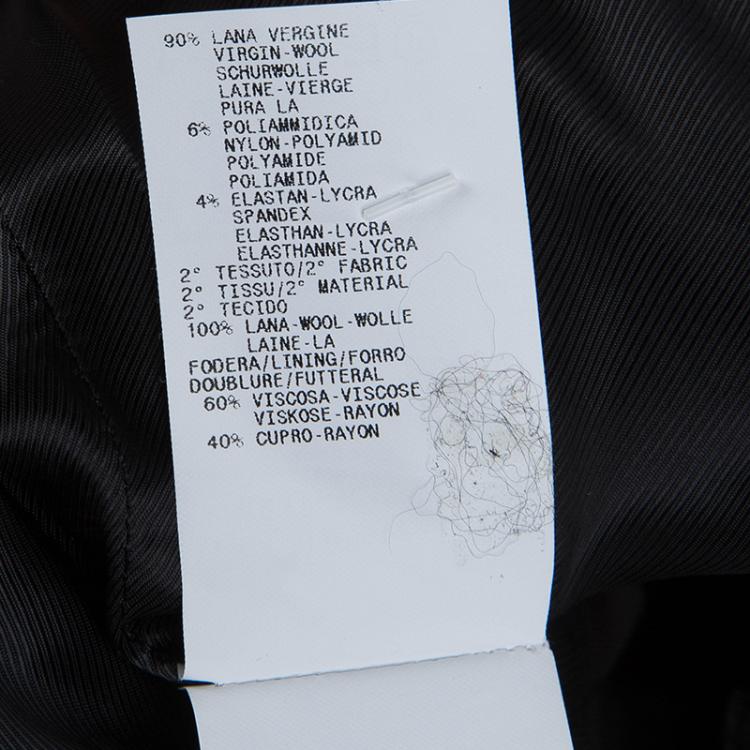 90% LANA VERGINE
VIRGIN-WOOL
SCHURWOLLE
LAINE-VIERGE
PURA LA
6% POLIAMMIDICA
NYLON-POLYAMID
POLYAMIDE
POLIAMIDA
4% ELASTAN-LYCRA
SPANDEX
ELASTHAN-LYCRA
ELASTHANNE-LYCRA
2° TESSUTO/2° FABRIC
2° TISSU/2° MATERIAL
2° TECIDO
100% LANA-WOOL-WOLLE
LAINE-LA
FODERA/LINING/FORRO
DOUBLURE/FUTTERAL
60% VISCOSA-VISCOSE
VISKOSE-RAYON
40% CUPRO-RAYON